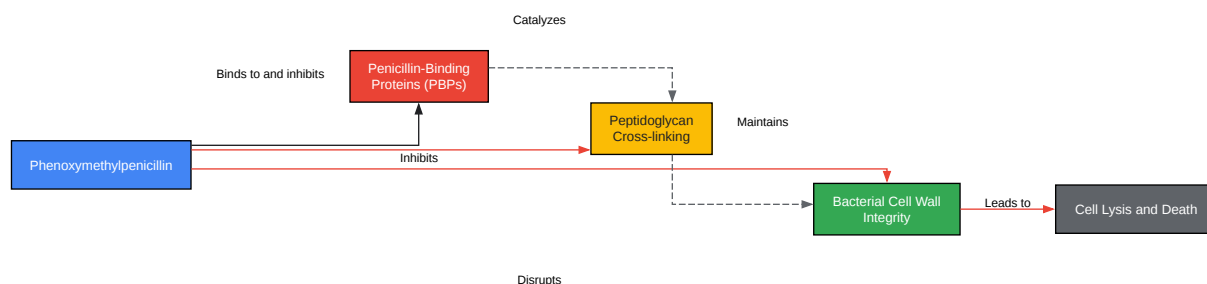 Catalyzes
Binds to and inhibits
Penicillin-Binding
Proteins (PBPs)
Peptidoglycan
Cross-linking
Maintains
Phenoxymethylpenicillin
Inhibits
Bacterial Cell Wall
Integrity
Leads to
Cell Lysis and Death
Disrupts